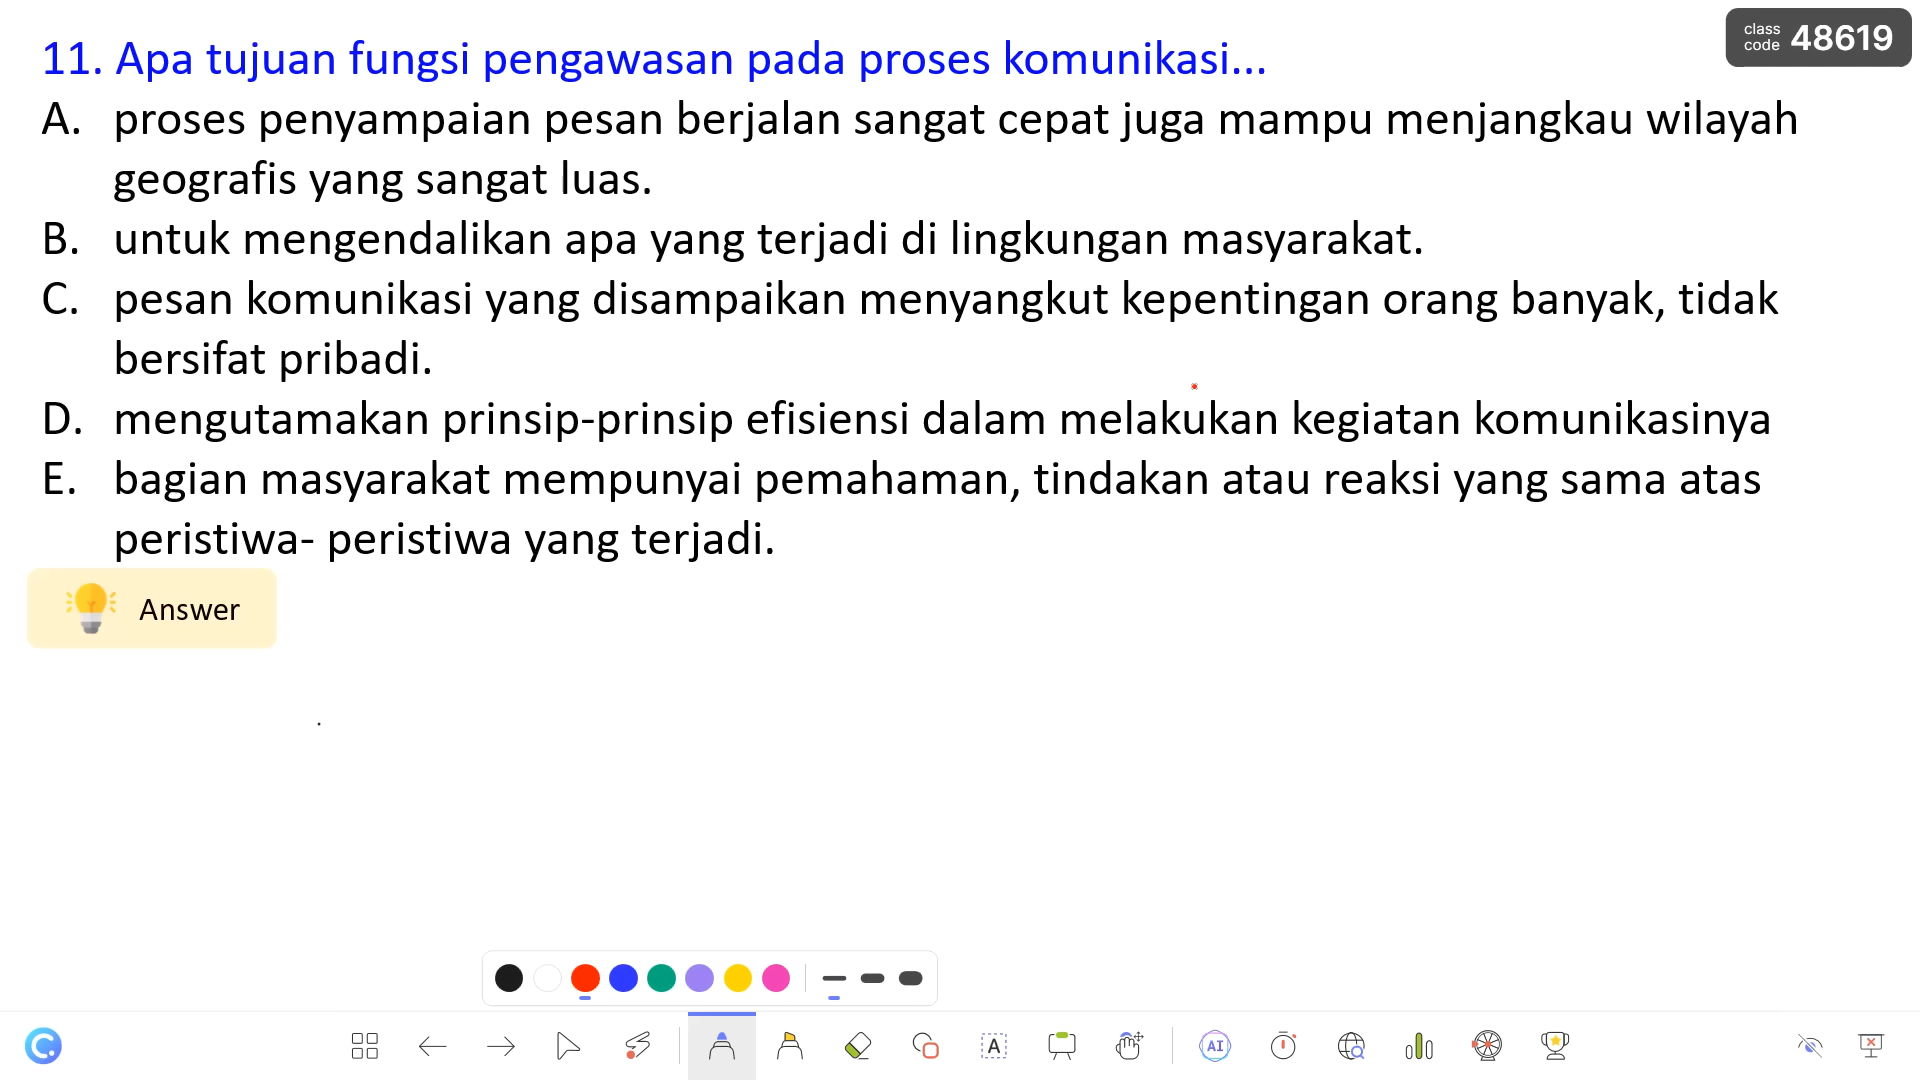 11. Apa tujuan fungsi pengawasan pada proses komunikasi...
class code 48619
A. proses penyampaian pesan berjalan sangat cepat juga mampu menjangkau wilayah
geografis yang sangat luas.
B. untuk mengendalikan apa yang terjadi di lingkungan masyarakat.
C. pesan komunikasi yang disampaikan menyangkut kepentingan orang banyak, tidak
bersifat pribadi.
D. mengutamakan prinsip-prinsip efisiensi dalam melakukan kegiatan komunikasinya
E. bagian masyarakat mempunyai pemahaman, tindakan atau reaksi yang sama atas
peristiwa- peristiwa yang terjadi.
Answer
A
AI